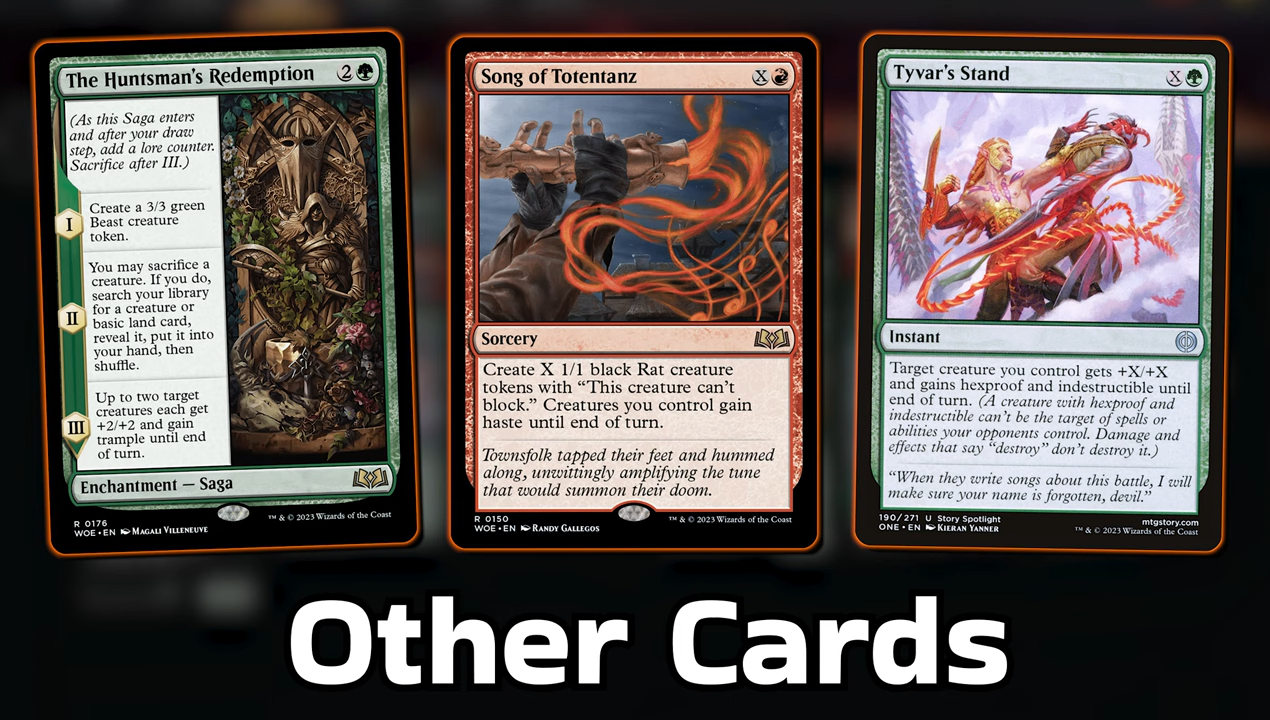 The Huntsman's Redemption 2
(As this Saga enters
and after your draw
step, add a lore counter.
Sacrifice after III.)
I
Create a 3/3 green
Beast creature
token.
II
You may sacrifice a
creature. If you do,
search your library
for a creature or
basic land card,
reveal it, put it into
your hand, then
shuffle.
III
Up to two target
creatures each get
+2/+2 and gain
trample until end
of turn.
Enchantment — Saga
R 0176
WOE • EN Magali Villeneuve
™ & © 2023 Wizards of the Coast
Song of Totentanz X
Sorcery
Create X 1/1 black Rat creature
tokens with “This creature can't
block.” Creatures you control gain
haste until end of turn.
Townsfolk tapped their feet and hummed
along, unwittingly amplifying the tune
that would summon their doom.
R 0150
WOE • EN Randy Gallegos
™ & © 2023 Wizards of the Coast
Tyvar's Stand X
Instant
Target creature you control gets +X/+X
and gains hexproof and indestructible until
end of turn. (A creature with hexproof and
indestructible can't be the target of spells or
abilities your opponents control. Damage and
effects that say “destroy” don't destroy it.)
“When they write songs about this battle, I will
make sure your name is forgotten, devil.”
190/271 U Story Spotlight
ONE • EN Kieran Yanner
mtgstory.com
™ & © 2023 Wizards of the Coast
Other Cards